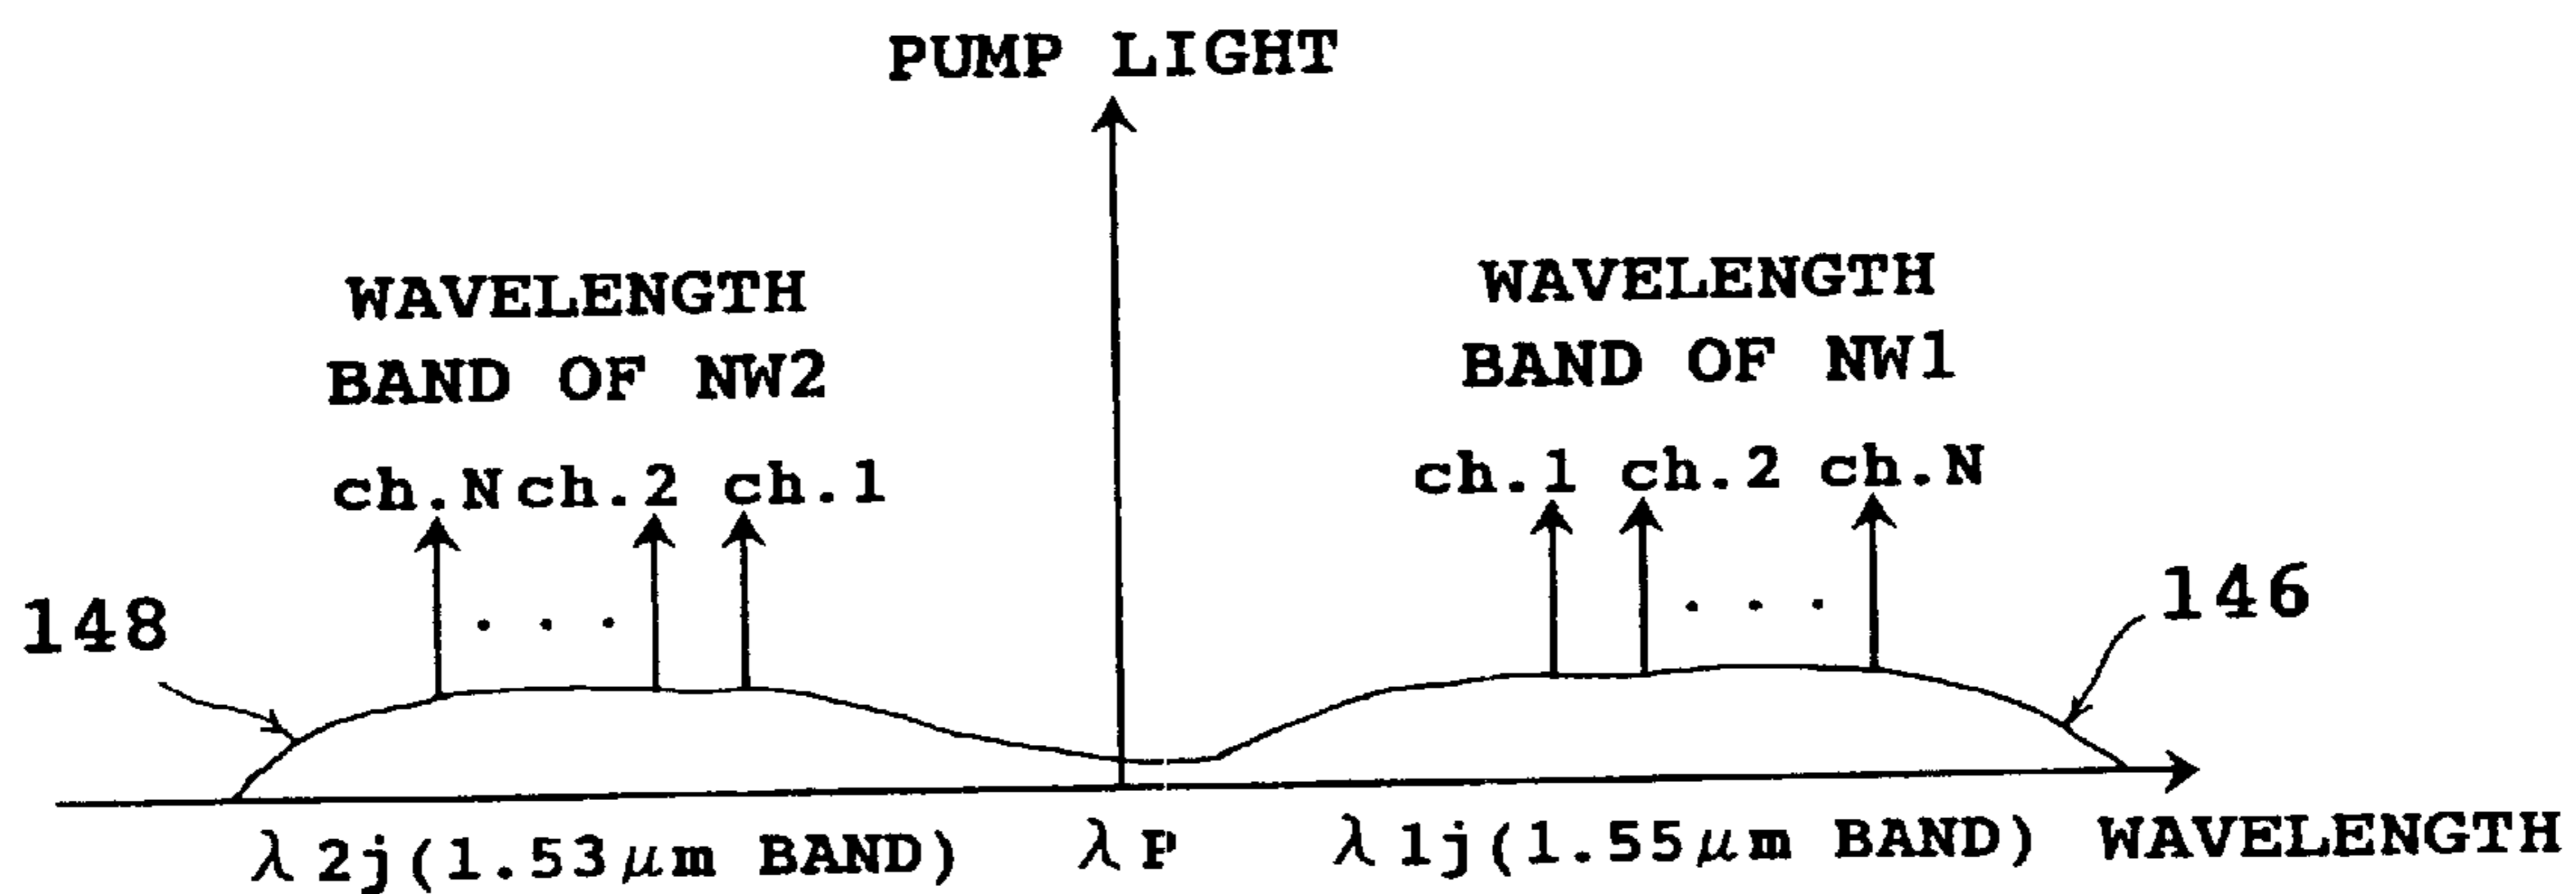 PUMP LIGHT
WAVELENGTH
BAND OF NW2
WAVELENGTH
BAND OF NW1
ch.N ch.2 ch.1
ch.1 ch.2 ch.N
148
. . .
. . .
146
λ2j(1.53μm BAND)
λP
λ1j(1.55μm BAND)
WAVELENGTH